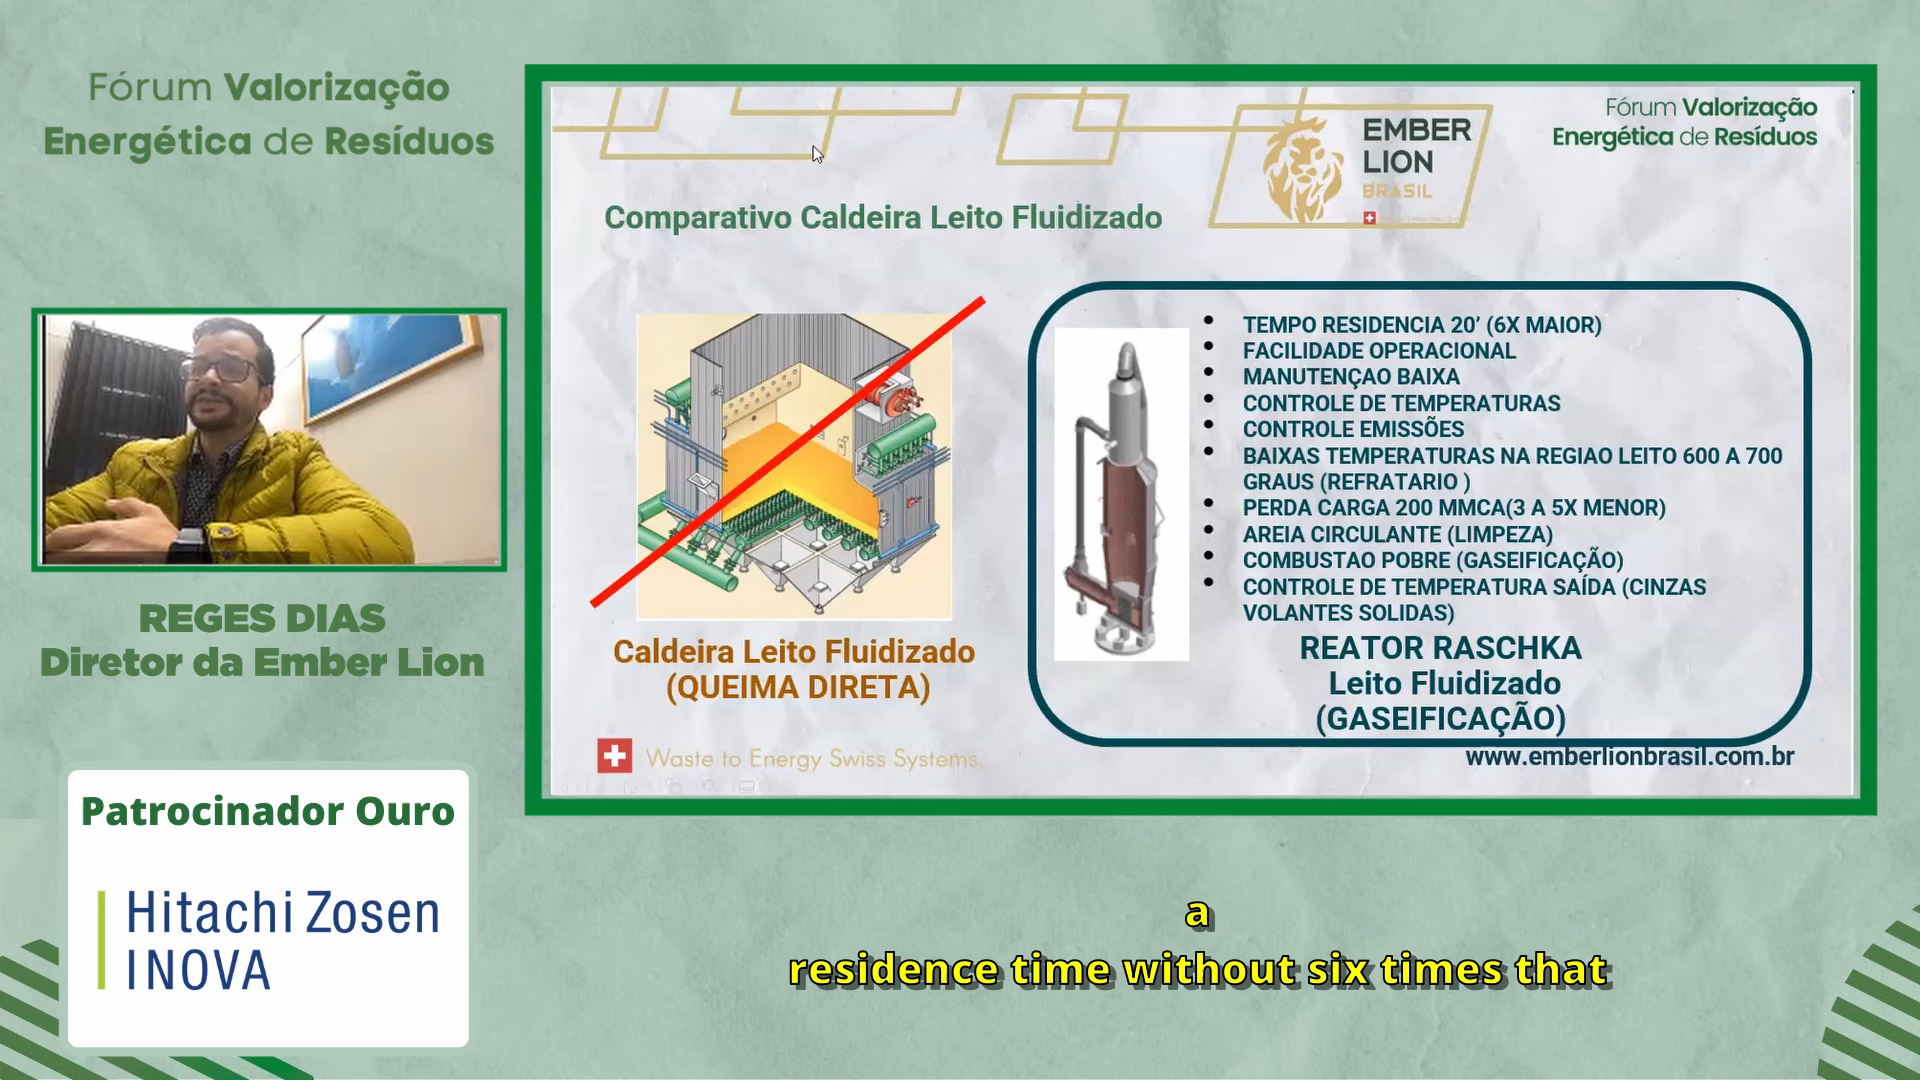 Fórum Valorização
Energética de Resíduos
REGES DIAS
Diretor da Ember Lion
Patrocinador Ouro
Hitachi Zosen
INOVA
EMBER
LION
BRASIL
Fórum Valorização
Energética de Resíduos
Comparativo Caldeira Leito Fluidizado
Caldeira Leito Fluidizado
(QUEIMA DIRETA)
• TEMPO RESIDENCIA 20’ (6X MAIOR)
• FACILIDADE OPERACIONAL
• MANUTENÇAO BAIXA
• CONTROLE DE TEMPERATURAS
• CONTROLE EMISSÕES
• BAIXAS TEMPERATURAS NA REGIAO LEITO 600 A 700
GRAUS (REFRATARIO )
• PERDA CARGA 200 MMCA(3 A 5X MENOR)
• AREIA CIRCULANTE (LIMPEZA)
• COMBUSTAO POBRE (GASEIFICAÇÃO)
• CONTROLE DE TEMPERATURA SAÍDA (CINZAS
VOLANTES SOLIDAS)
REATOR RASCHKA
Leito Fluidizado
(GASEIFICAÇÃO)
Waste to Energy Swiss Systems.
www.emberlionbrasil.com.br
a
residence time without six times that